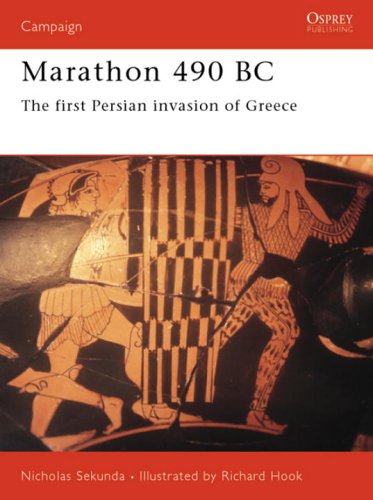 Campaign
OSPREY
PUBLISHING
Marathon 490 BC
The first Persian invasion of Greece
Nicholas Sekunda • Illustrated by Richard Hook